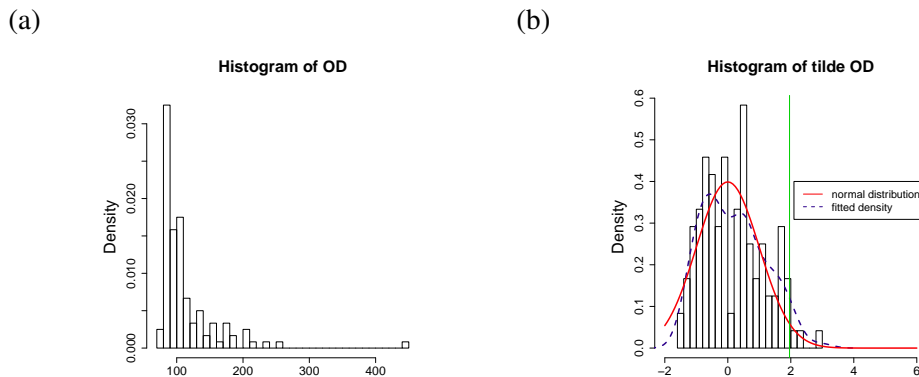 (a)
(b)
Histogram of OD
Density
0.000
0.010
0.020
0.030
100
200
300
400
Histogram of tilde OD
Density
0.0
0.1
0.2
0.3
0.4
0.5
0.6
−2
0
2
4
6
normal distribution
fitted density